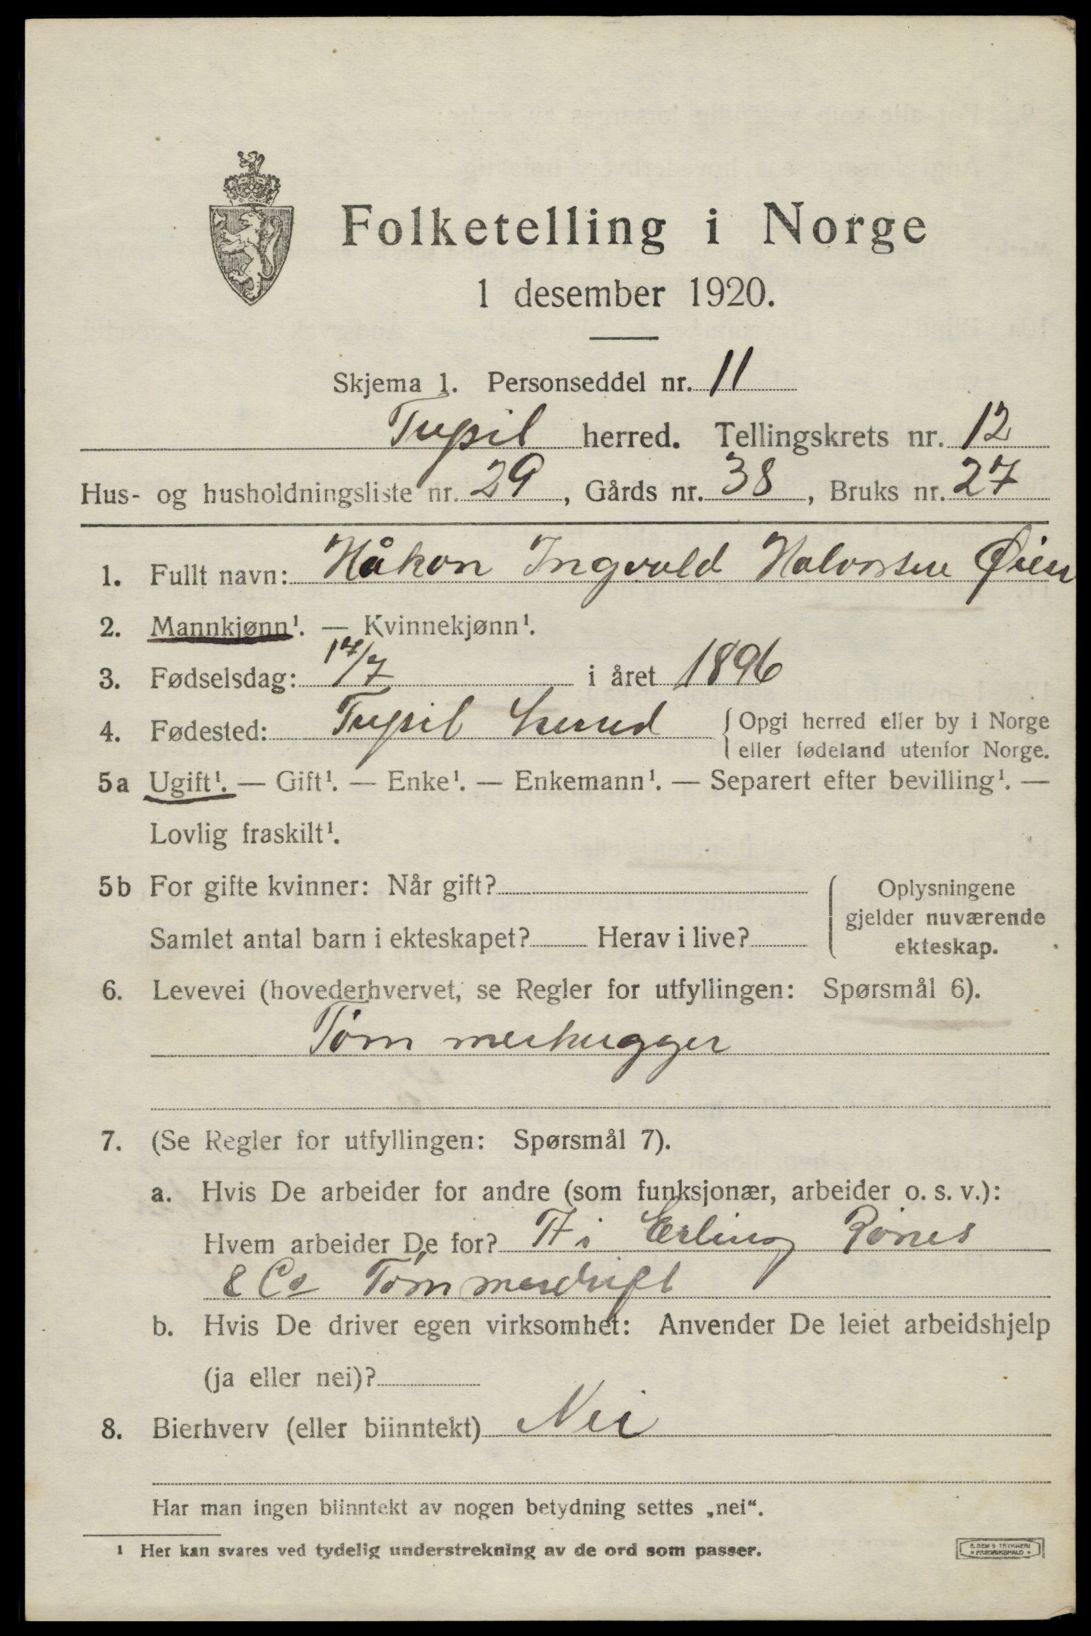 Folketelling i Norge
1 desember 1920.
Skjema 1. Personseddel nr. 11
Trysil herred. Tellingskrets nr. 12
Hus- og husholdningsliste nr. 29, Gårds nr. 38, Bruks nr. 27
1. Fullt navn: Håkon Ingvald Halvorsen Øien
2. Mannkjønn¹. — Kvinnekjønn¹.
3. Fødselsdag: 17/7 i året 1896
4. Fødested: Trysil herred { Opgi herred eller by i Norge
eller fødeland utenfor Norge.
5a Ugift¹. — Gift¹. — Enke¹. — Enkemann¹. — Separert efter bevilling¹. —
Lovlig fraskilt¹.
5b For gifte kvinner: Når gift?
Samlet antal barn i ekteskapet? Herav i live?
{ Oplysningene
gjelder nuværende
ekteskap.
6. Levevei (hovederhvervet, se Regler for utfyllingen: Spørsmål 6).
Tømmerhugger
7. (Se Regler for utfyllingen: Spørsmål 7).
a. Hvis De arbeider for andre (som funksjonær, arbeider o. s. v.):
Hvem arbeider De for? i Erling Rønes
& Co Tømmerdrift
b. Hvis De driver egen virksomhet: Anvender De leiet arbeidshjelp
(ja eller nei)?
8. Bierhverv (eller biinntekt) Nei
Har man ingen biinntekt av nogen betydning settes „nei“.
¹ Her kan svares ved tydelig understrekning av de ord som passer.